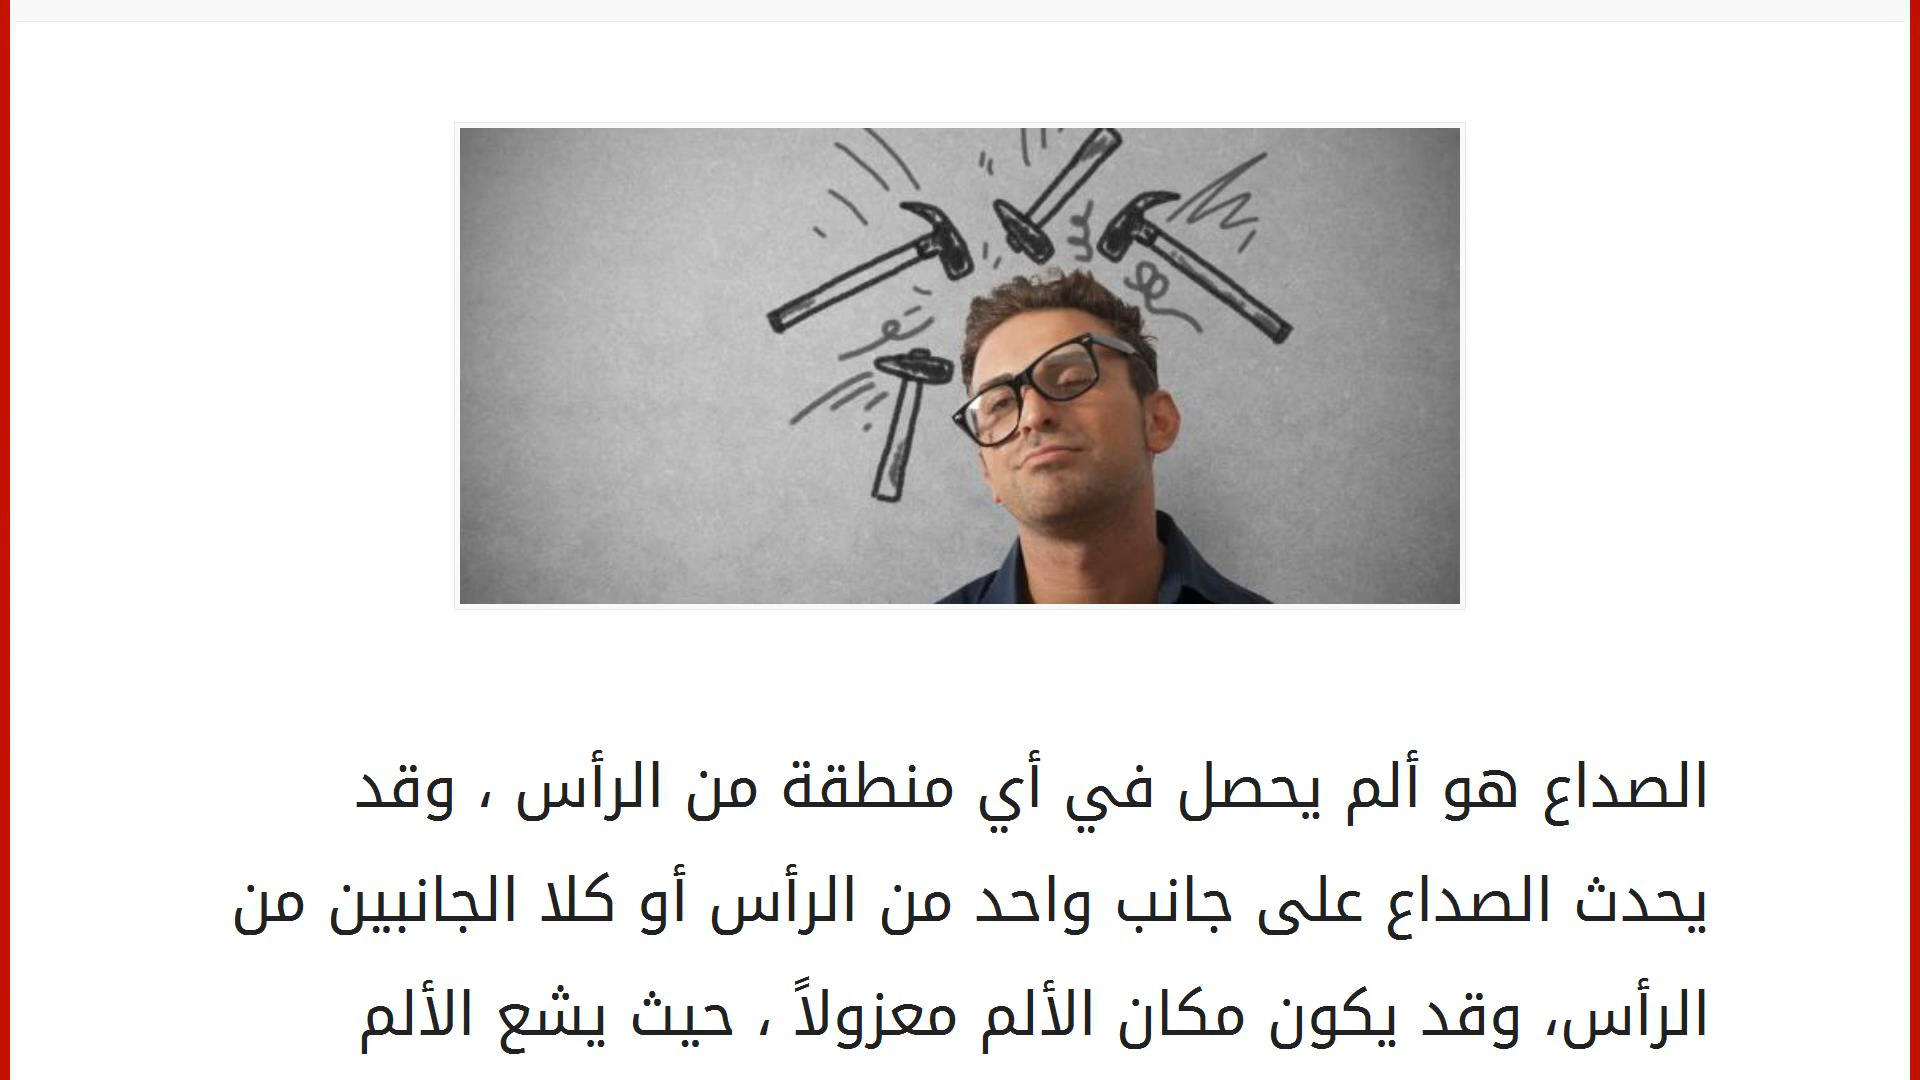 الصداع هو ألم يحصل في أي منطقة من الرأس ، وقد
يحدث الصداع على جانب واحد من الرأس أو كلا الجانبين من
الرأس، وقد يكون مكان الألم معزولاً ، حيث يشع الألم